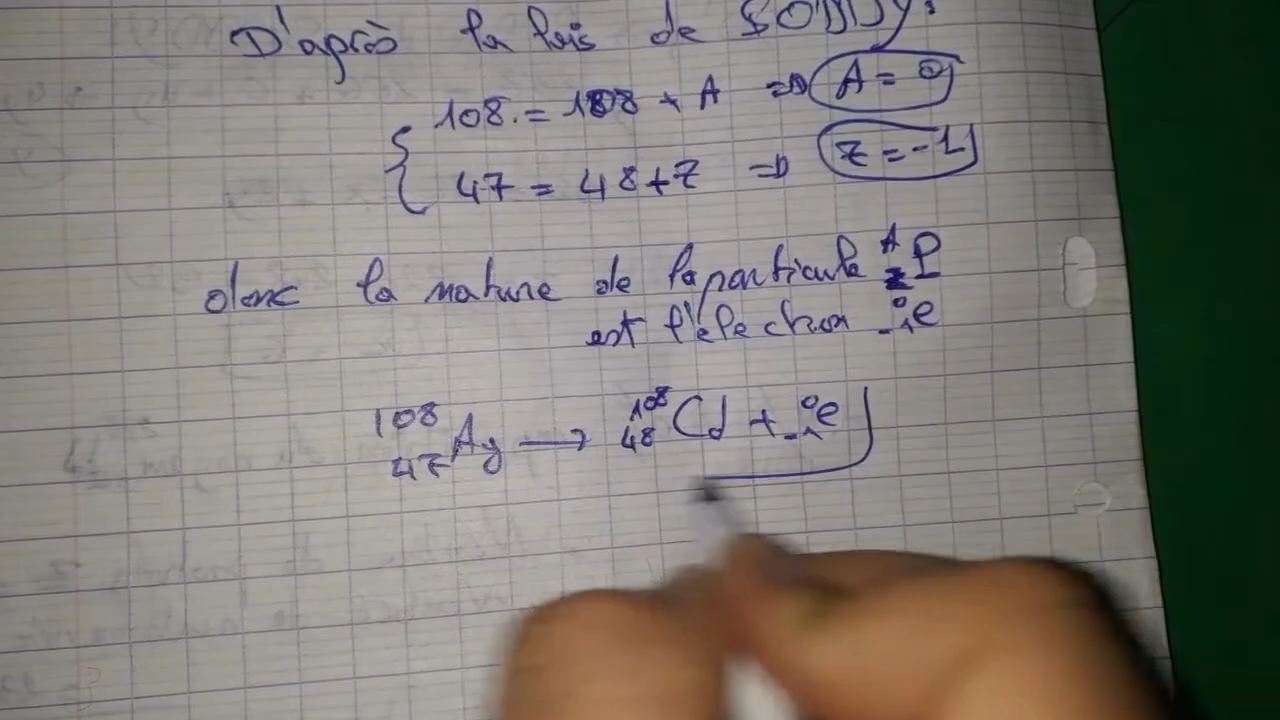 D'après la lois de SODDY:
108. = 108 + A => A = 0
47 = 48 + Z => Z = -1
donc la nature de la particule ᴬ_Z P
est l'électron ⁰₋₁e
¹⁰⁸₄₇Ag → ¹⁰⁸₄₈Cd + ⁰₋₁e